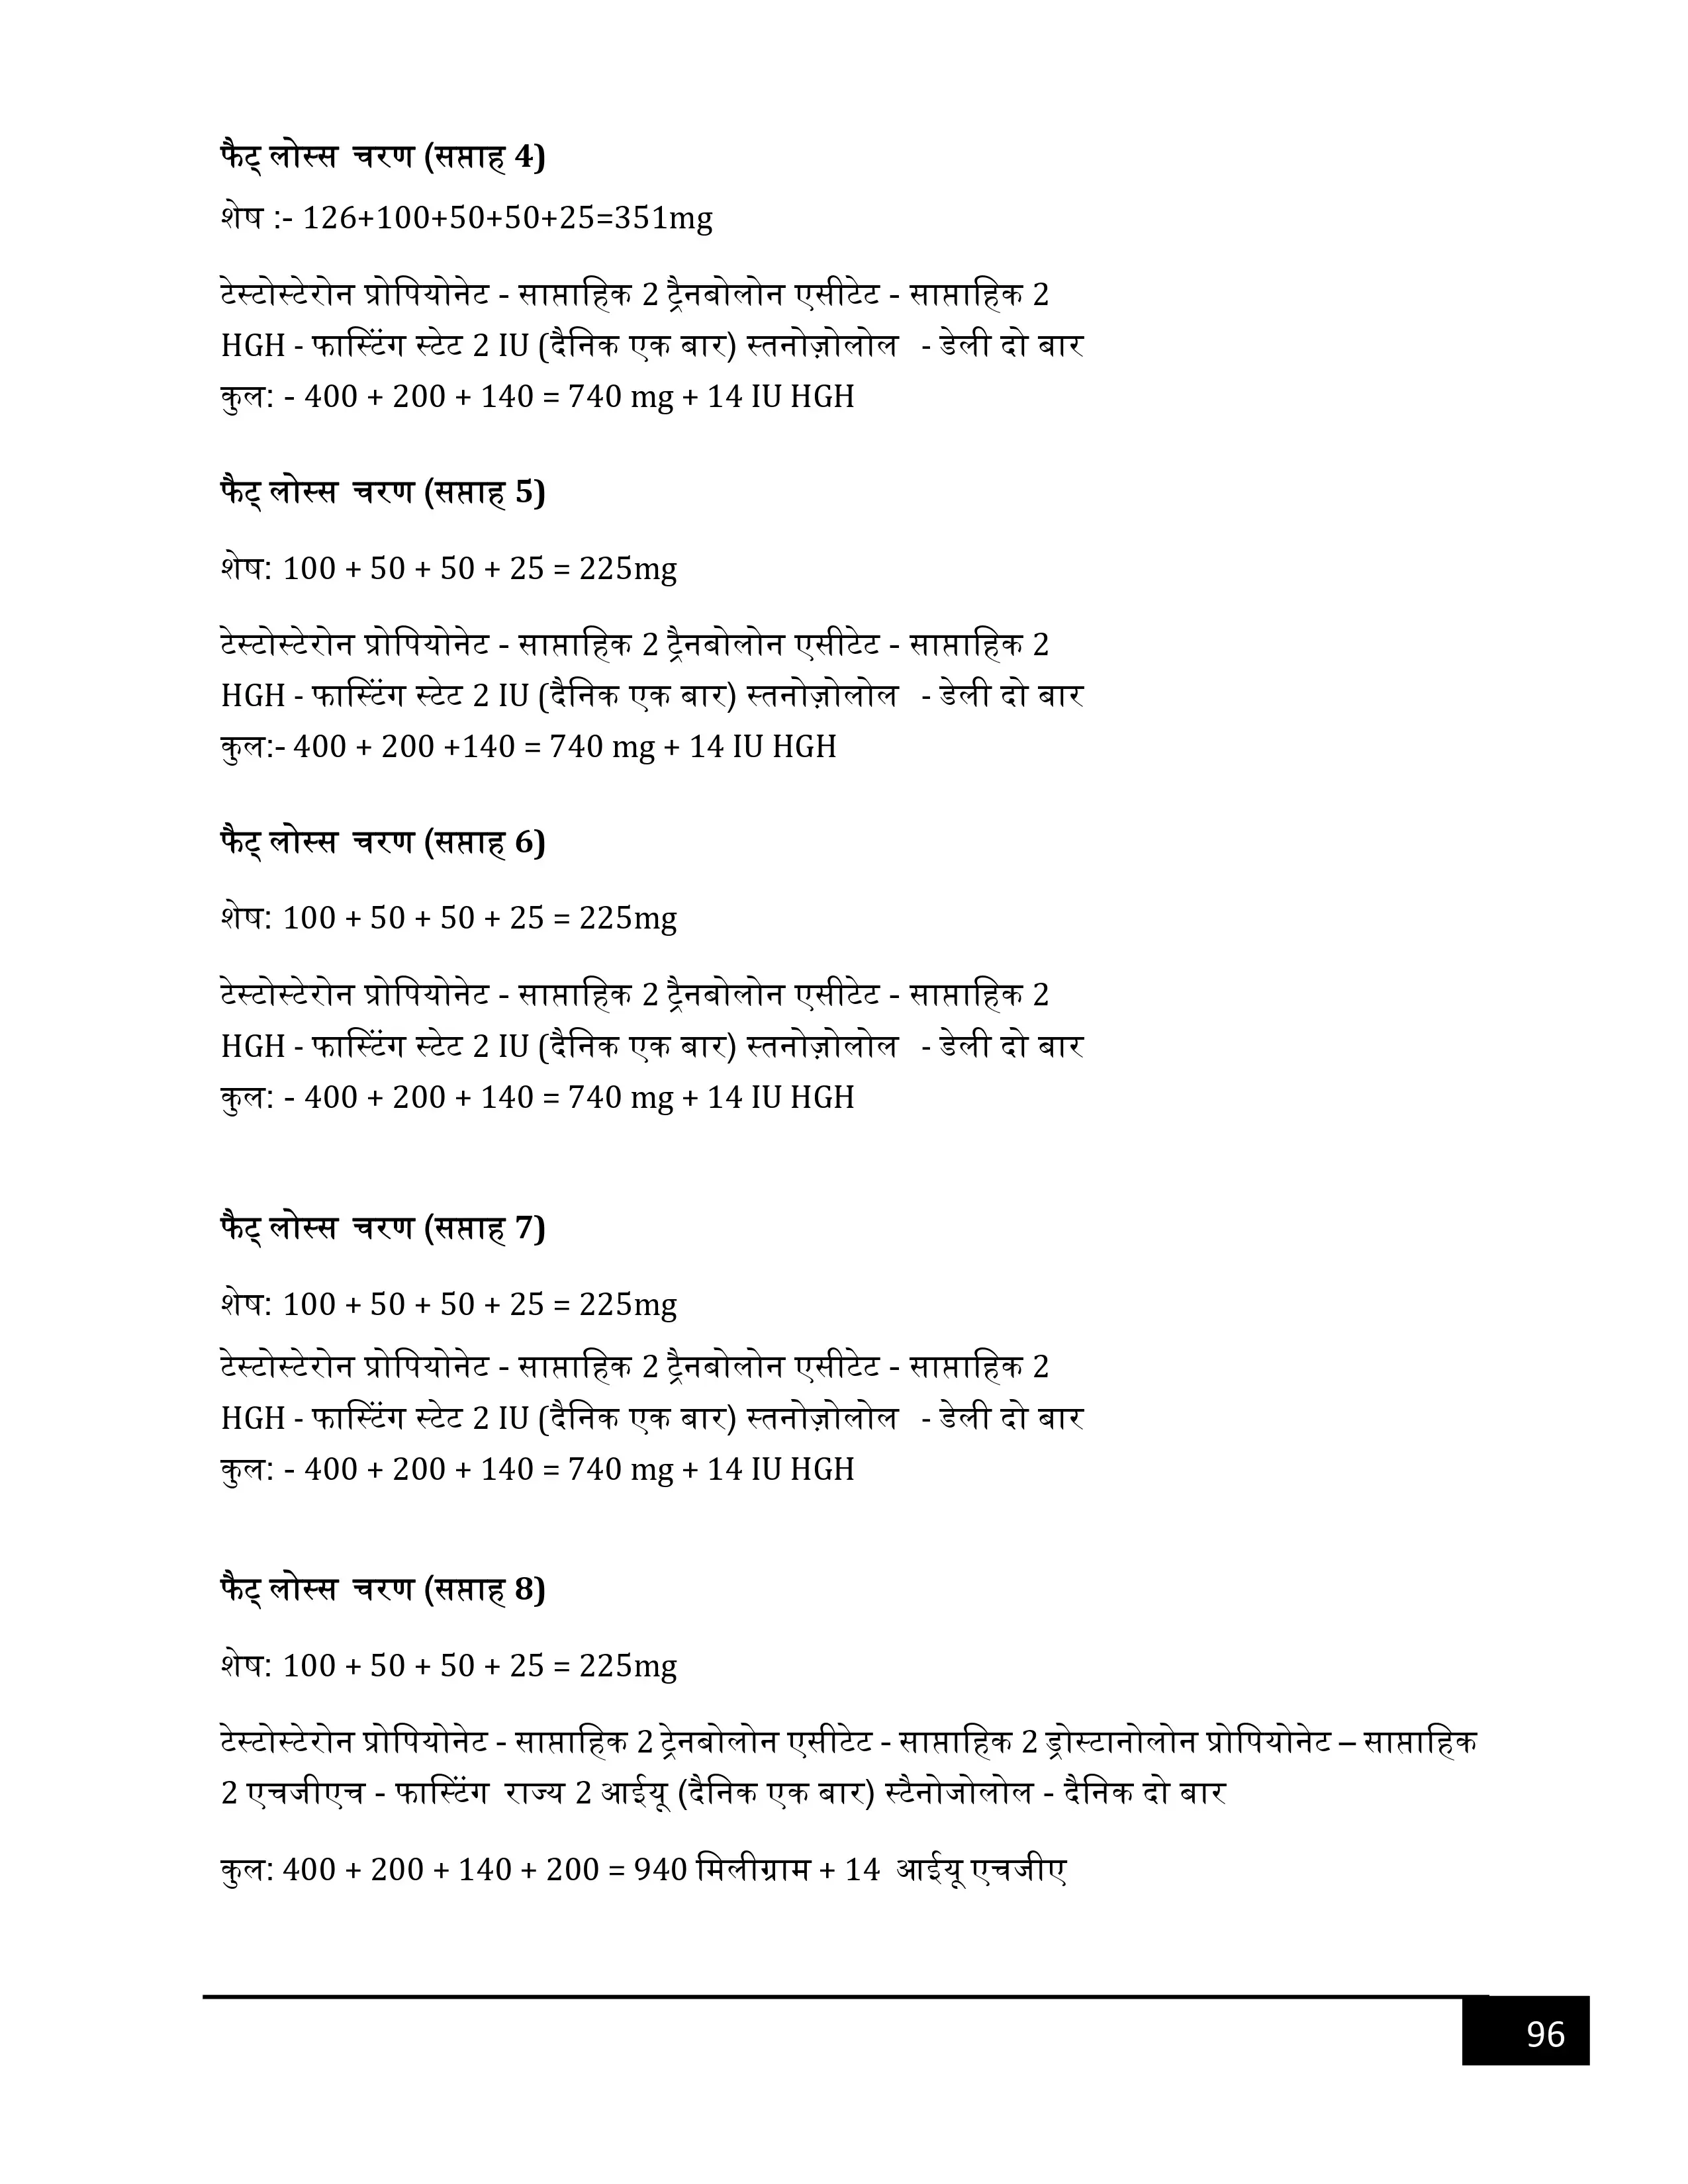 फैट् लोस्स चरण (सप्ताह 4)
शेष :- 126+100+50+50+25=351mg
टेस्टोस्टेरोन प्रोपियोनेट - साप्ताहिक 2 ट्रैनबोलोन एसीटेट - साप्ताहिक 2
HGH - फास्टिंग स्टेट 2 IU (दैनिक एक बार) स्तनोज़ोलोल - डेली दो बार
कुल: - 400 + 200 + 140 = 740 mg + 14 IU HGH
फैट् लोस्स चरण (सप्ताह 5)
शेष: 100 + 50 + 50 + 25 = 225mg
टेस्टोस्टेरोन प्रोपियोनेट - साप्ताहिक 2 ट्रैनबोलोन एसीटेट - साप्ताहिक 2
HGH - फास्टिंग स्टेट 2 IU (दैनिक एक बार) स्तनोज़ोलोल - डेली दो बार
कुल:- 400 + 200 +140 = 740 mg + 14 IU HGH
फैट् लोस्स चरण (सप्ताह 6)
शेष: 100 + 50 + 50 + 25 = 225mg
टेस्टोस्टेरोन प्रोपियोनेट - साप्ताहिक 2 ट्रैनबोलोन एसीटेट - साप्ताहिक 2
HGH - फास्टिंग स्टेट 2 IU (दैनिक एक बार) स्तनोज़ोलोल - डेली दो बार
कुल: - 400 + 200 + 140 = 740 mg + 14 IU HGH
फैट् लोस्स चरण (सप्ताह 7)
शेष: 100 + 50 + 50 + 25 = 225mg
टेस्टोस्टेरोन प्रोपियोनेट - साप्ताहिक 2 ट्रैनबोलोन एसीटेट - साप्ताहिक 2
HGH - फास्टिंग स्टेट 2 IU (दैनिक एक बार) स्तनोज़ोलोल - डेली दो बार
कुल: - 400 + 200 + 140 = 740 mg + 14 IU HGH
फैट् लोस्स चरण (सप्ताह 8)
शेष: 100 + 50 + 50 + 25 = 225mg
टेस्टोस्टेरोन प्रोपियोनेट - साप्ताहिक 2 ट्रेनबोलोन एसीटेट - साप्ताहिक 2 ड्रोस्टानोलोन प्रोपियोनेट – साप्ताहिक
2 एचजीएच - फास्टिंग राज्य 2 आईयू (दैनिक एक बार) स्टैनोजोलोल - दैनिक दो बार
कुल: 400 + 200 + 140 + 200 = 940 मिलीग्राम + 14 आईयू एचजीए
96